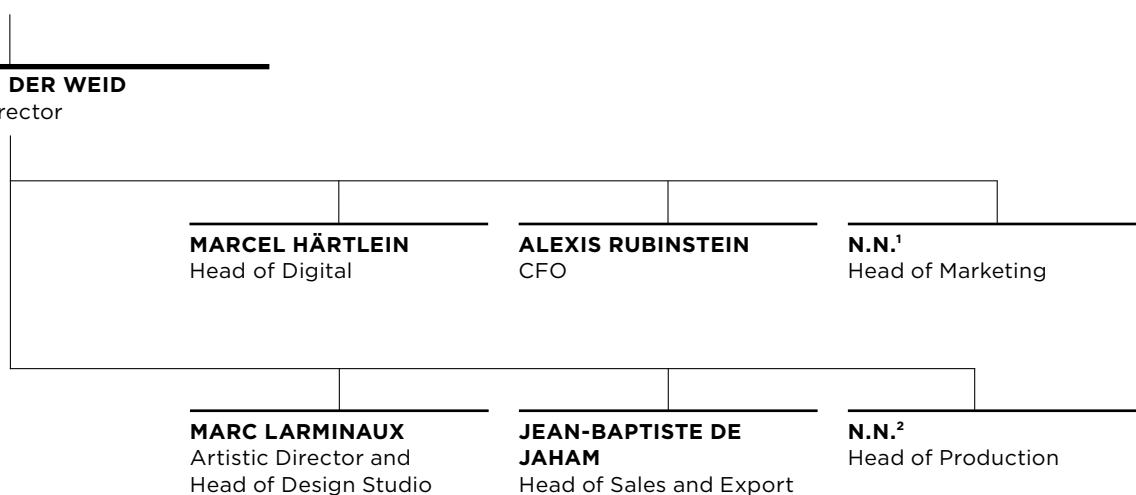 DER WEID
rector
MARCEL HÄRTLEIN
Head of Digital
ALEXIS RUBINSTEIN
CFO
N.N.¹
Head of Marketing
MARC LARMINAUX
Artistic Director and
Head of Design Studio
JEAN-BAPTISTE DE
JAHAM
Head of Sales and Export
N.N.²
Head of Production